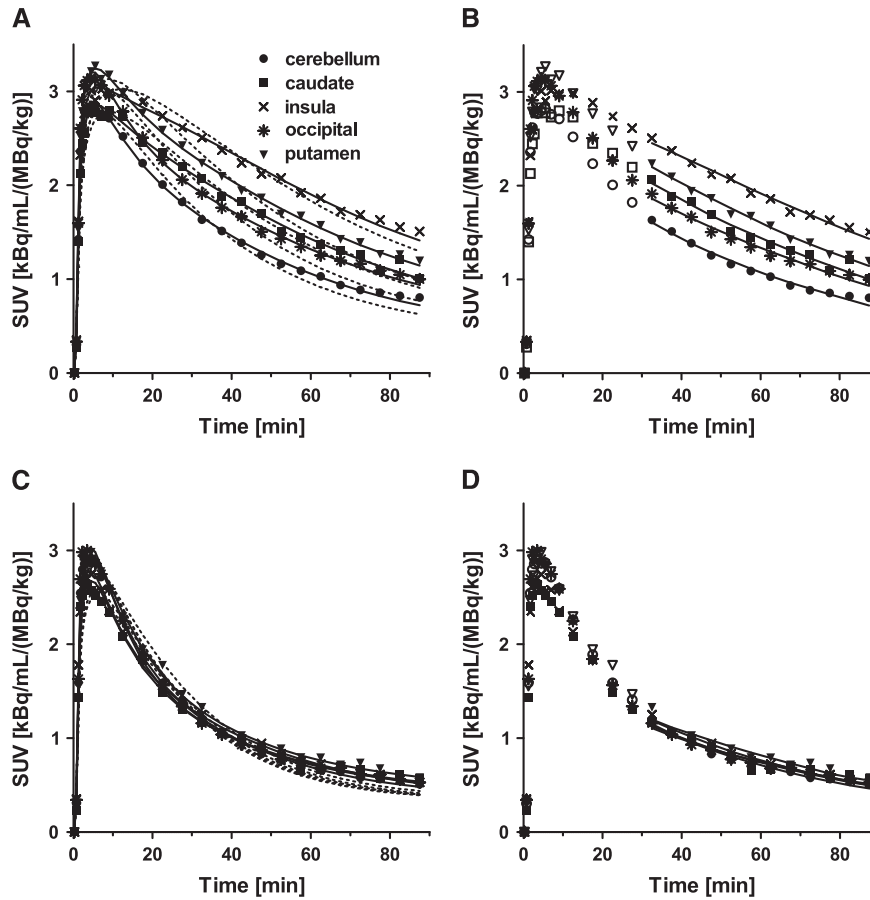 A
B
cerebellum
caudate
insula
occipital
putamen
SUV [kBq/mL/(MBq/kg)]
3
2
1
0
0 20 40 60 80
Time [min]
SUV [kBq/mL/(MBq/kg)]
3
2
1
0
0 20 40 60 80
Time [min]
C
D
SUV [kBq/mL/(MBq/kg)]
3
2
1
0
0 20 40 60 80
Time [min]
SUV [kBq/mL/(MBq/kg)]
3
2
1
0
0 20 40 60 80
Time [min]